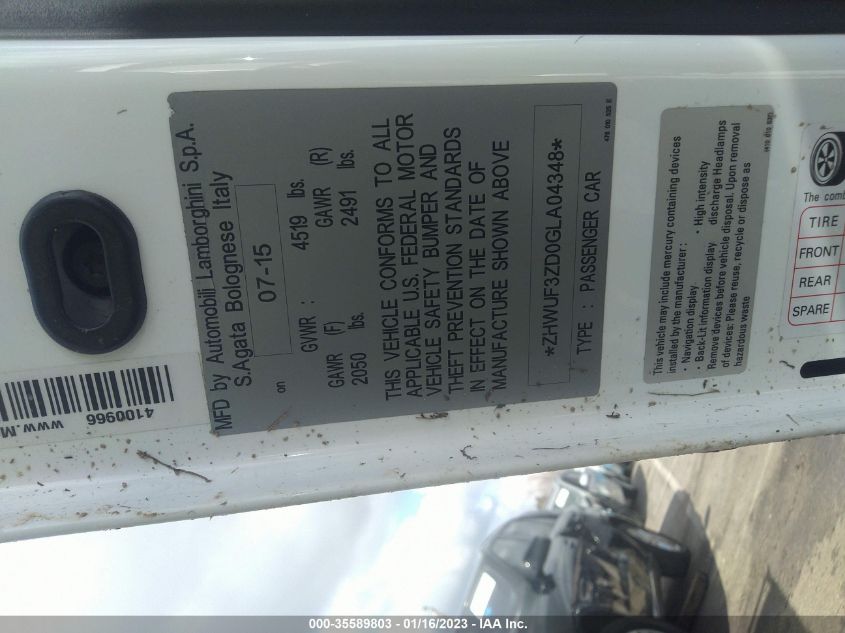 MFD by Automobili Lamborghini S.p.A.
S.Agata Bolognese Italy
on 07-15
GVWR : 4519 lbs.
GAWR (F) GAWR (R)
2050 lbs. 2491 lbs.
THIS VEHICLE CONFORMS TO ALL
APPLICABLE U.S. FEDERAL MOTOR
VEHICLE SAFETY BUMPER AND
THEFT PREVENTION STANDARDS
IN EFFECT ON THE DATE OF
MANUFACTURE SHOWN ABOVE
*ZHWUF3ZD0GLA04348*
TYPE : PASSENGER CAR
This vehicle may include mercury containing devices
installed by the manufacturer:
• Navigation display • High intensity
• Back-Lit information display discharge Headlamps
Remove devices before vehicle disposal. Upon removal
of devices: Please reuse, recycle or dispose as
hazardous waste
The comb
TIRE
FRONT
REAR
SPARE
4100966
www.M
000-35589803 - 01/16/2023 - IAA Inc.